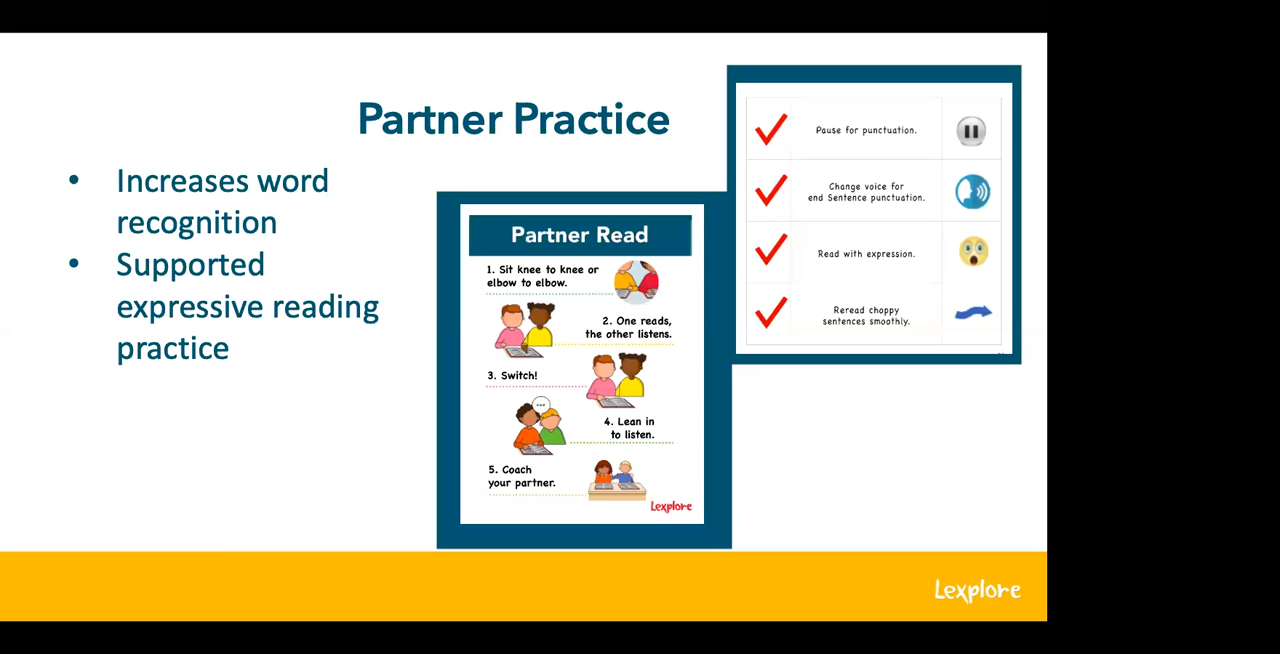 Partner Practice
• Increases word
recognition
• Supported
expressive reading
practice
Partner Read
1. Sit knee to knee or
elbow to elbow.
2. One reads,
the other listens.
3. Switch!
4. Lean in
to listen.
5. Coach
your partner.
Lexplore
Pause for punctuation.
Change voice for
end Sentence punctuation.
Read with expression.
Reread choppy
sentences smoothly.
Lexplore